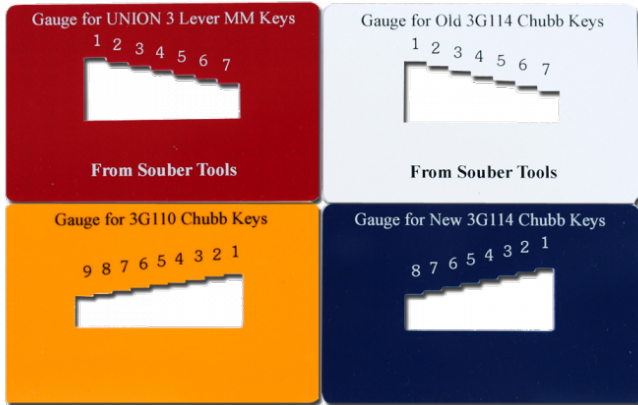 Gauge for UNION 3 Lever MM Keys
1 2 3 4 5 6 7
From Souber Tools
Gauge for Old 3G114 Chubb Keys
1 2 3 4 5 6 7
From Souber Tools
Gauge for 3G110 Chubb Keys
9 8 7 6 5 4 3 2 1
Gauge for New 3G114 Chubb Keys
8 7 6 5 4 3 2 1